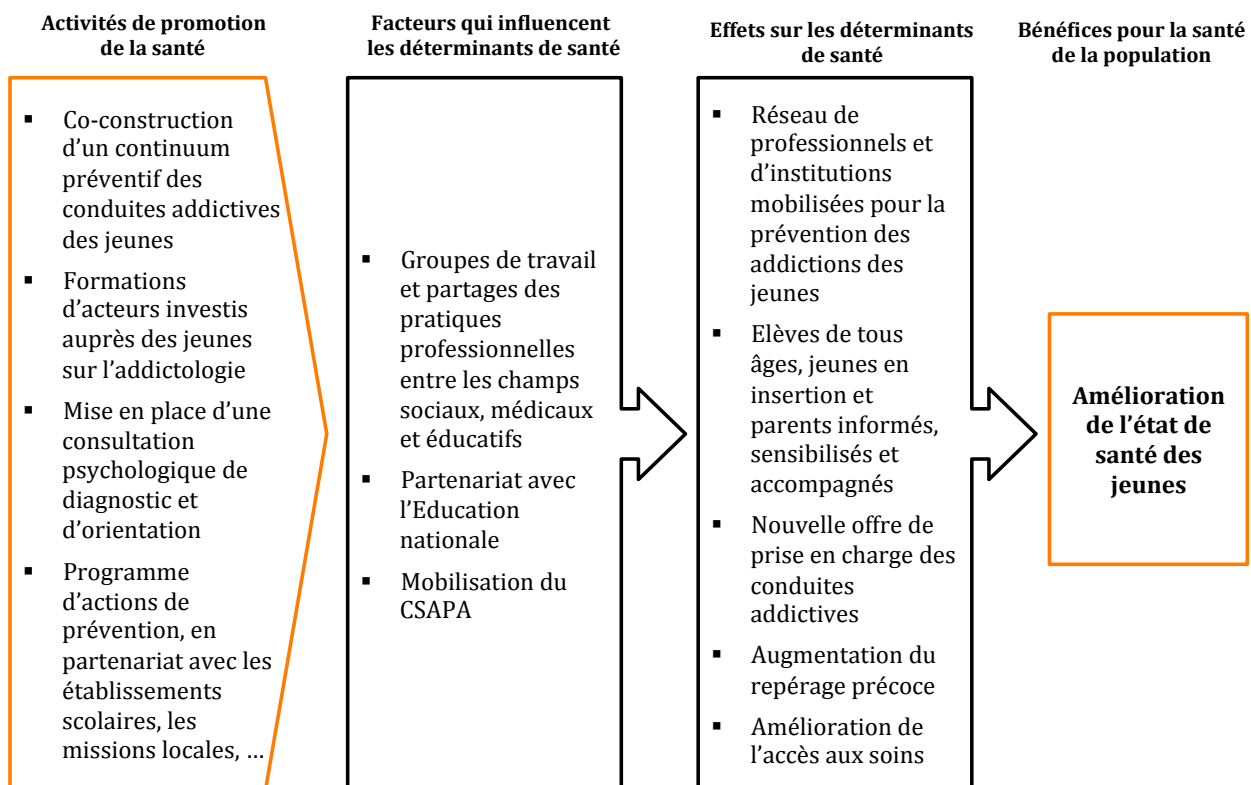 Activités de promotion
de la santé
Facteurs qui influencent
les déterminants de santé
Effets sur les déterminants
de santé
Bénéfices pour la santé
de la population
▪ Co-construction
d’un continuum
préventif des
conduites addictives
des jeunes
▪ Formations
d’acteurs investis
auprès des jeunes
sur l’addictologie
▪ Mise en place d’une
consultation
psychologique de
diagnostic et
d’orientation
▪ Programme
d’actions de
prévention, en
partenariat avec les
établissements
scolaires, les
missions locales, …
▪ Groupes de travail
et partages des
pratiques
professionnelles
entre les champs
sociaux, médicaux
et éducatifs
▪ Partenariat avec
l’Education
nationale
▪ Mobilisation du
CSAPA
▪ Réseau de
professionnels et
d’institutions
mobilisées pour la
prévention des
addictions des
jeunes
▪ Elèves de tous
âges, jeunes en
insertion et
parents informés,
sensibilisés et
accompagnés
▪ Nouvelle offre de
prise en charge des
conduites
addictives
▪ Augmentation du
repérage précoce
▪ Amélioration de
l’accès aux soins
Amélioration
de l’état de
santé des
jeunes